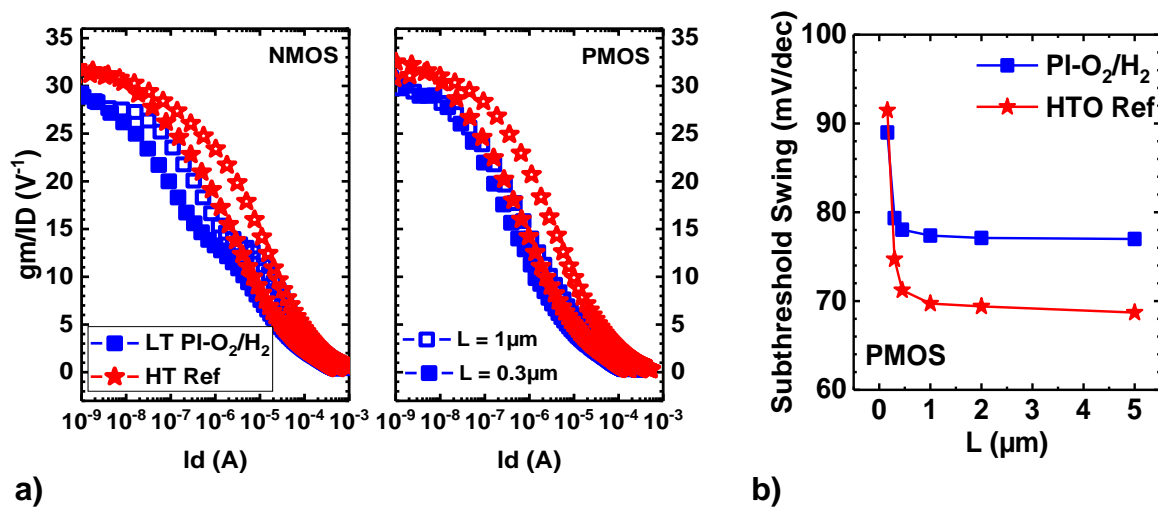 gm/ID (V⁻¹)
35
30
25
20
15
10
5
0
NMOS
LT PI-O₂/H₂
HT Ref
10⁻⁹ 10⁻⁸ 10⁻⁷ 10⁻⁶ 10⁻⁵ 10⁻⁴ 10⁻³
Id (A)
PMOS
L = 1µm
L = 0.3µm
35
30
25
20
15
10
5
0
10⁻⁹ 10⁻⁸ 10⁻⁷ 10⁻⁶ 10⁻⁵ 10⁻⁴ 10⁻³
Id (A)
a)
Subthreshold Swing (mV/dec)
100
90
80
70
60
PI-O₂/H₂
HTO Ref
PMOS
0 1 2 3 4 5
L (µm)
b)